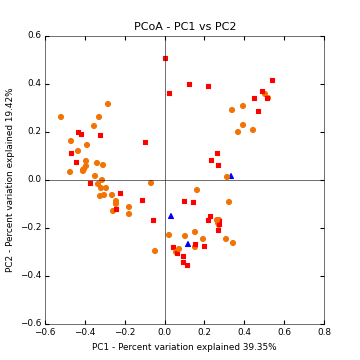 PCoA - PC1 vs PC2
0.6
0.4
0.2
0.0
−0.2
−0.4
−0.6
PC2 - Percent variation explained 19.42%
−0.6 −0.4 −0.2 0.0 0.2 0.4 0.6 0.8
PC1 - Percent variation explained 39.35%